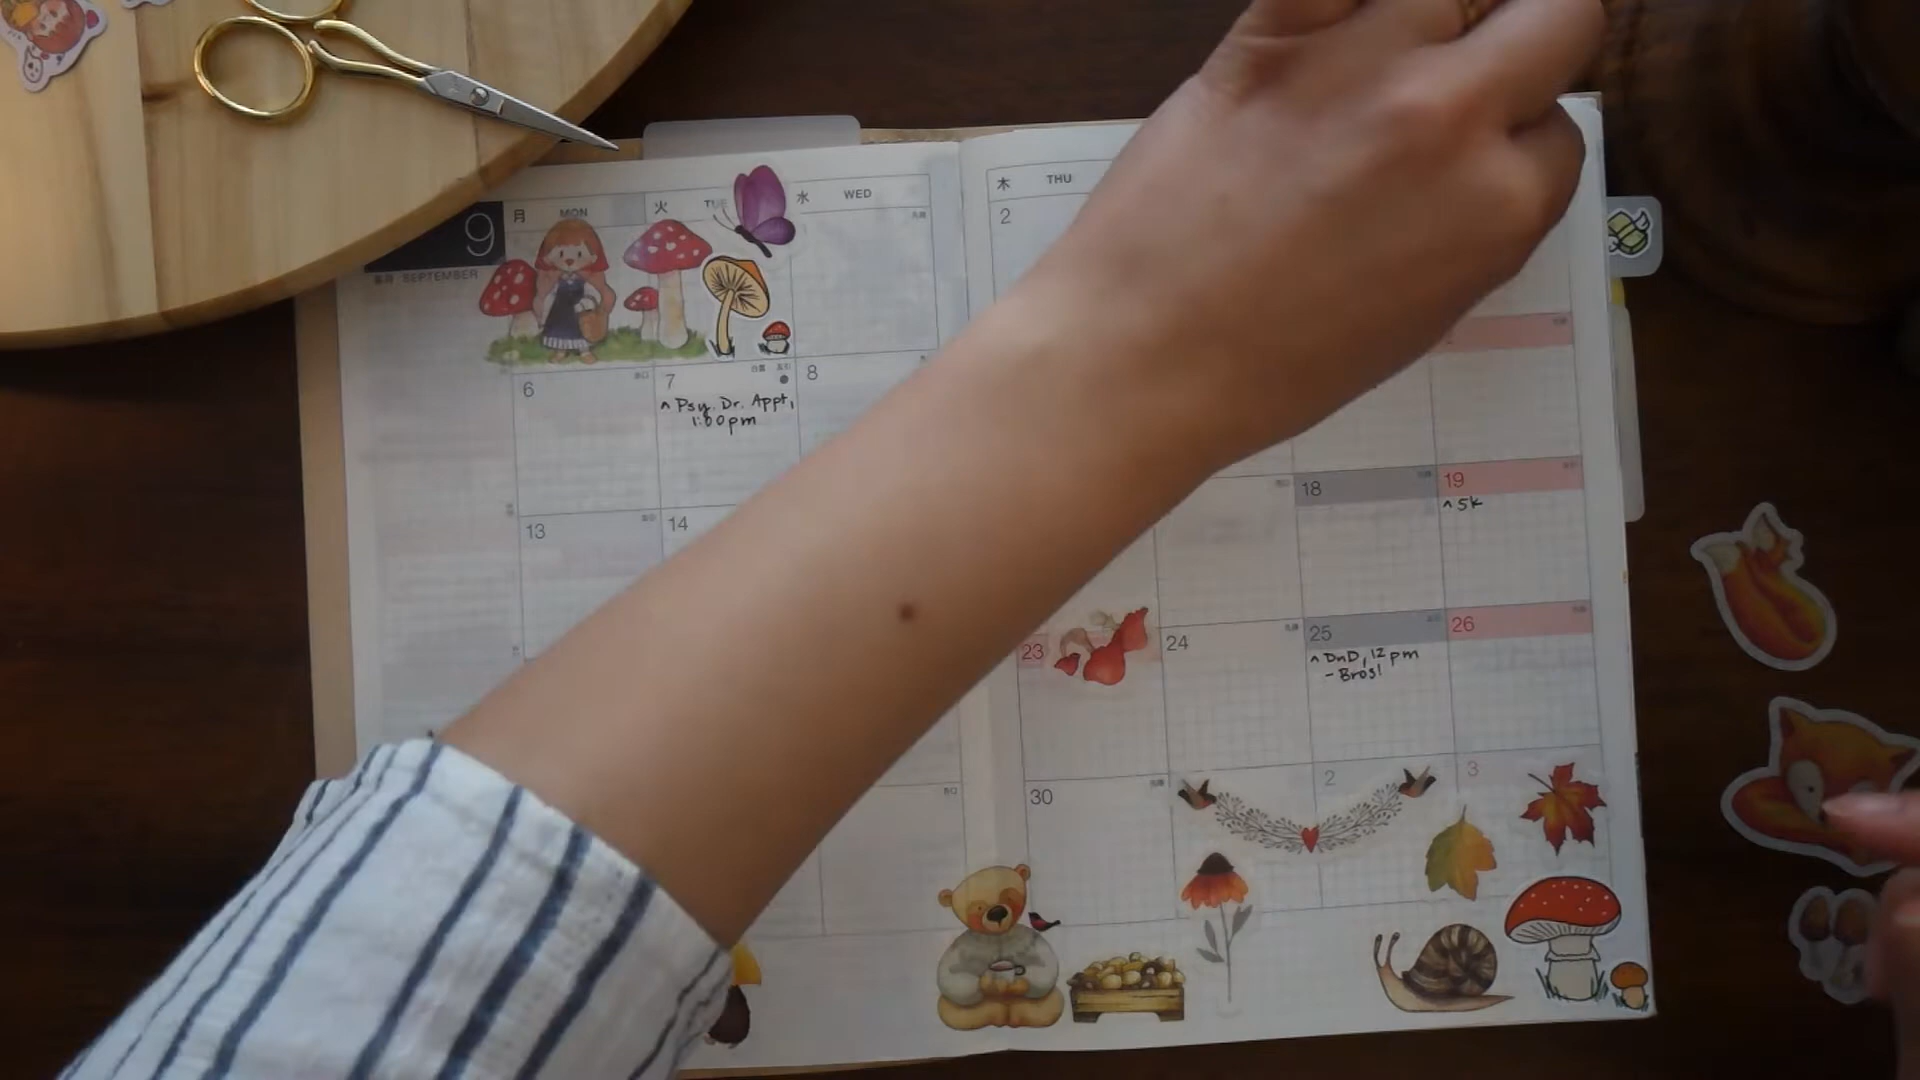 9
SEPTEMBER
月 MON
火 TUE
水 WED
木 THU
2
6
7
^ Psy. Dr. Appt,
1:00pm
8
13
14
18
19
^ 5k
23
24
25
^ DnD, 12 pm
- Bros!
26
30
2
3